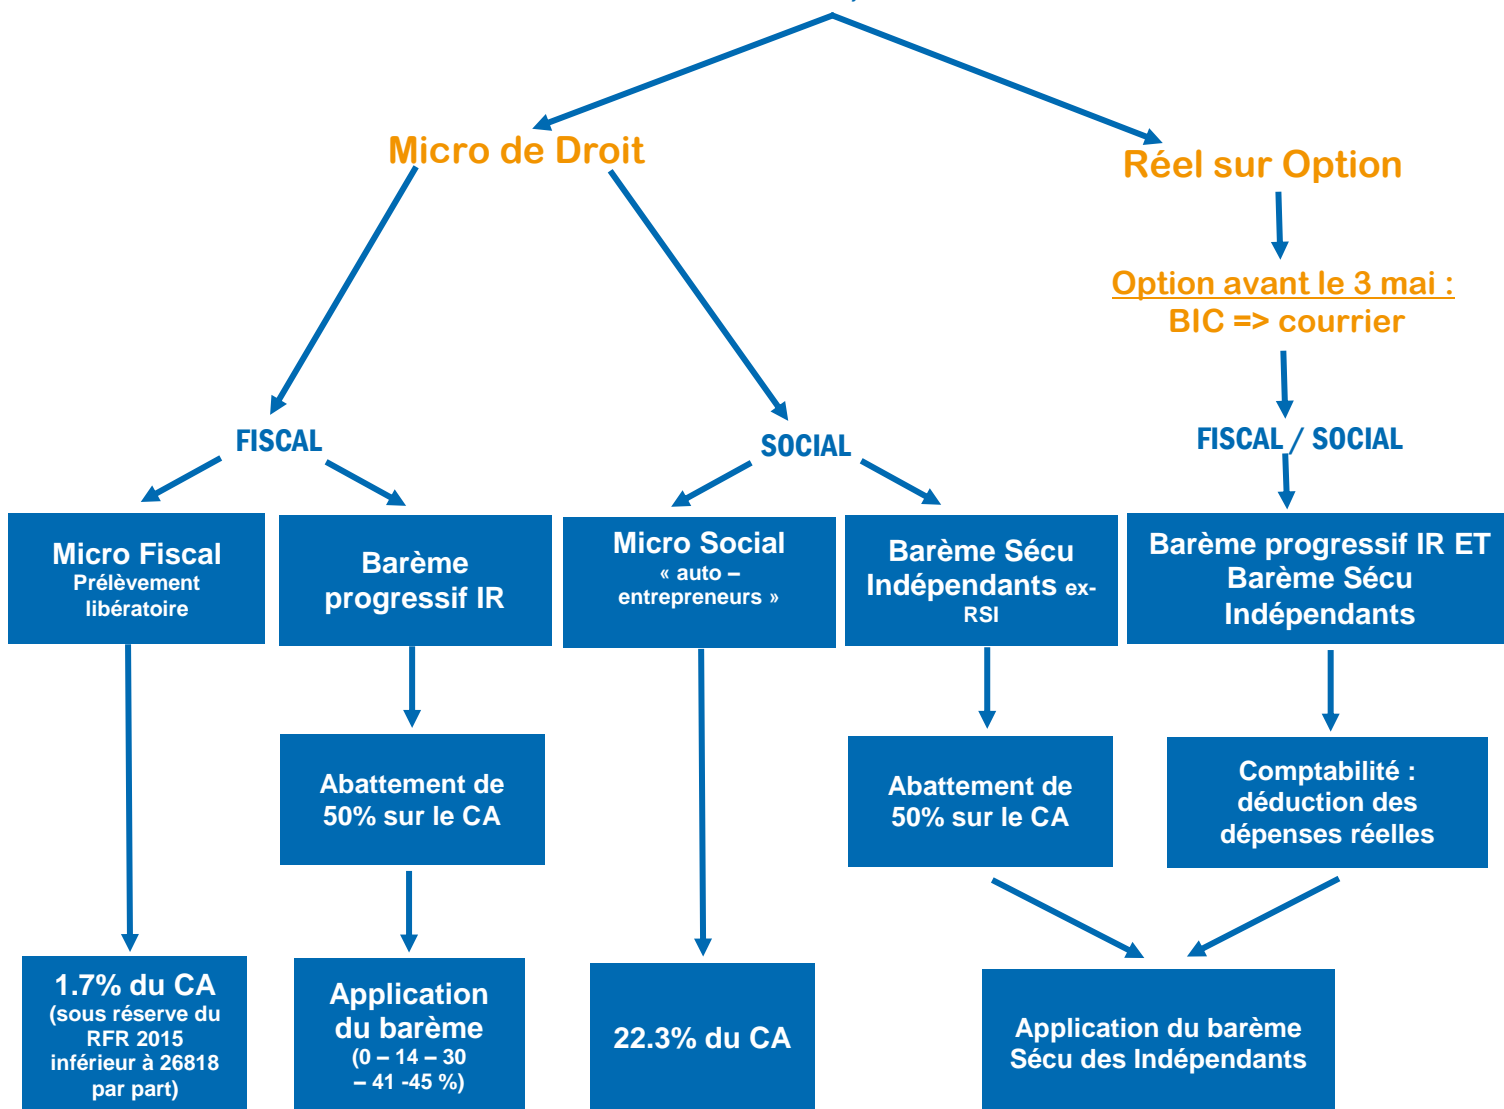 Micro de Droit
Réel sur Option
Option avant le 3 mai :
BIC => courrier
FISCAL
SOCIAL
FISCAL / SOCIAL
Micro Fiscal
Prélèvement
libératoire
Barème
progressif IR
Micro Social
« auto –
entrepreneurs »
Barème Sécu
Indépendants ex-
RSI
Barème progressif IR ET
Barème Sécu
Indépendants
Abattement de
50% sur le CA
Abattement de
50% sur le CA
Comptabilité :
déduction des
dépenses réelles
1.7% du CA
(sous réserve du
RFR 2015
inférieur à 26818
par part)
Application
du barème
(0 – 14 – 30
– 41 -45 %)
22.3% du CA
Application du barème
Sécu des Indépendants